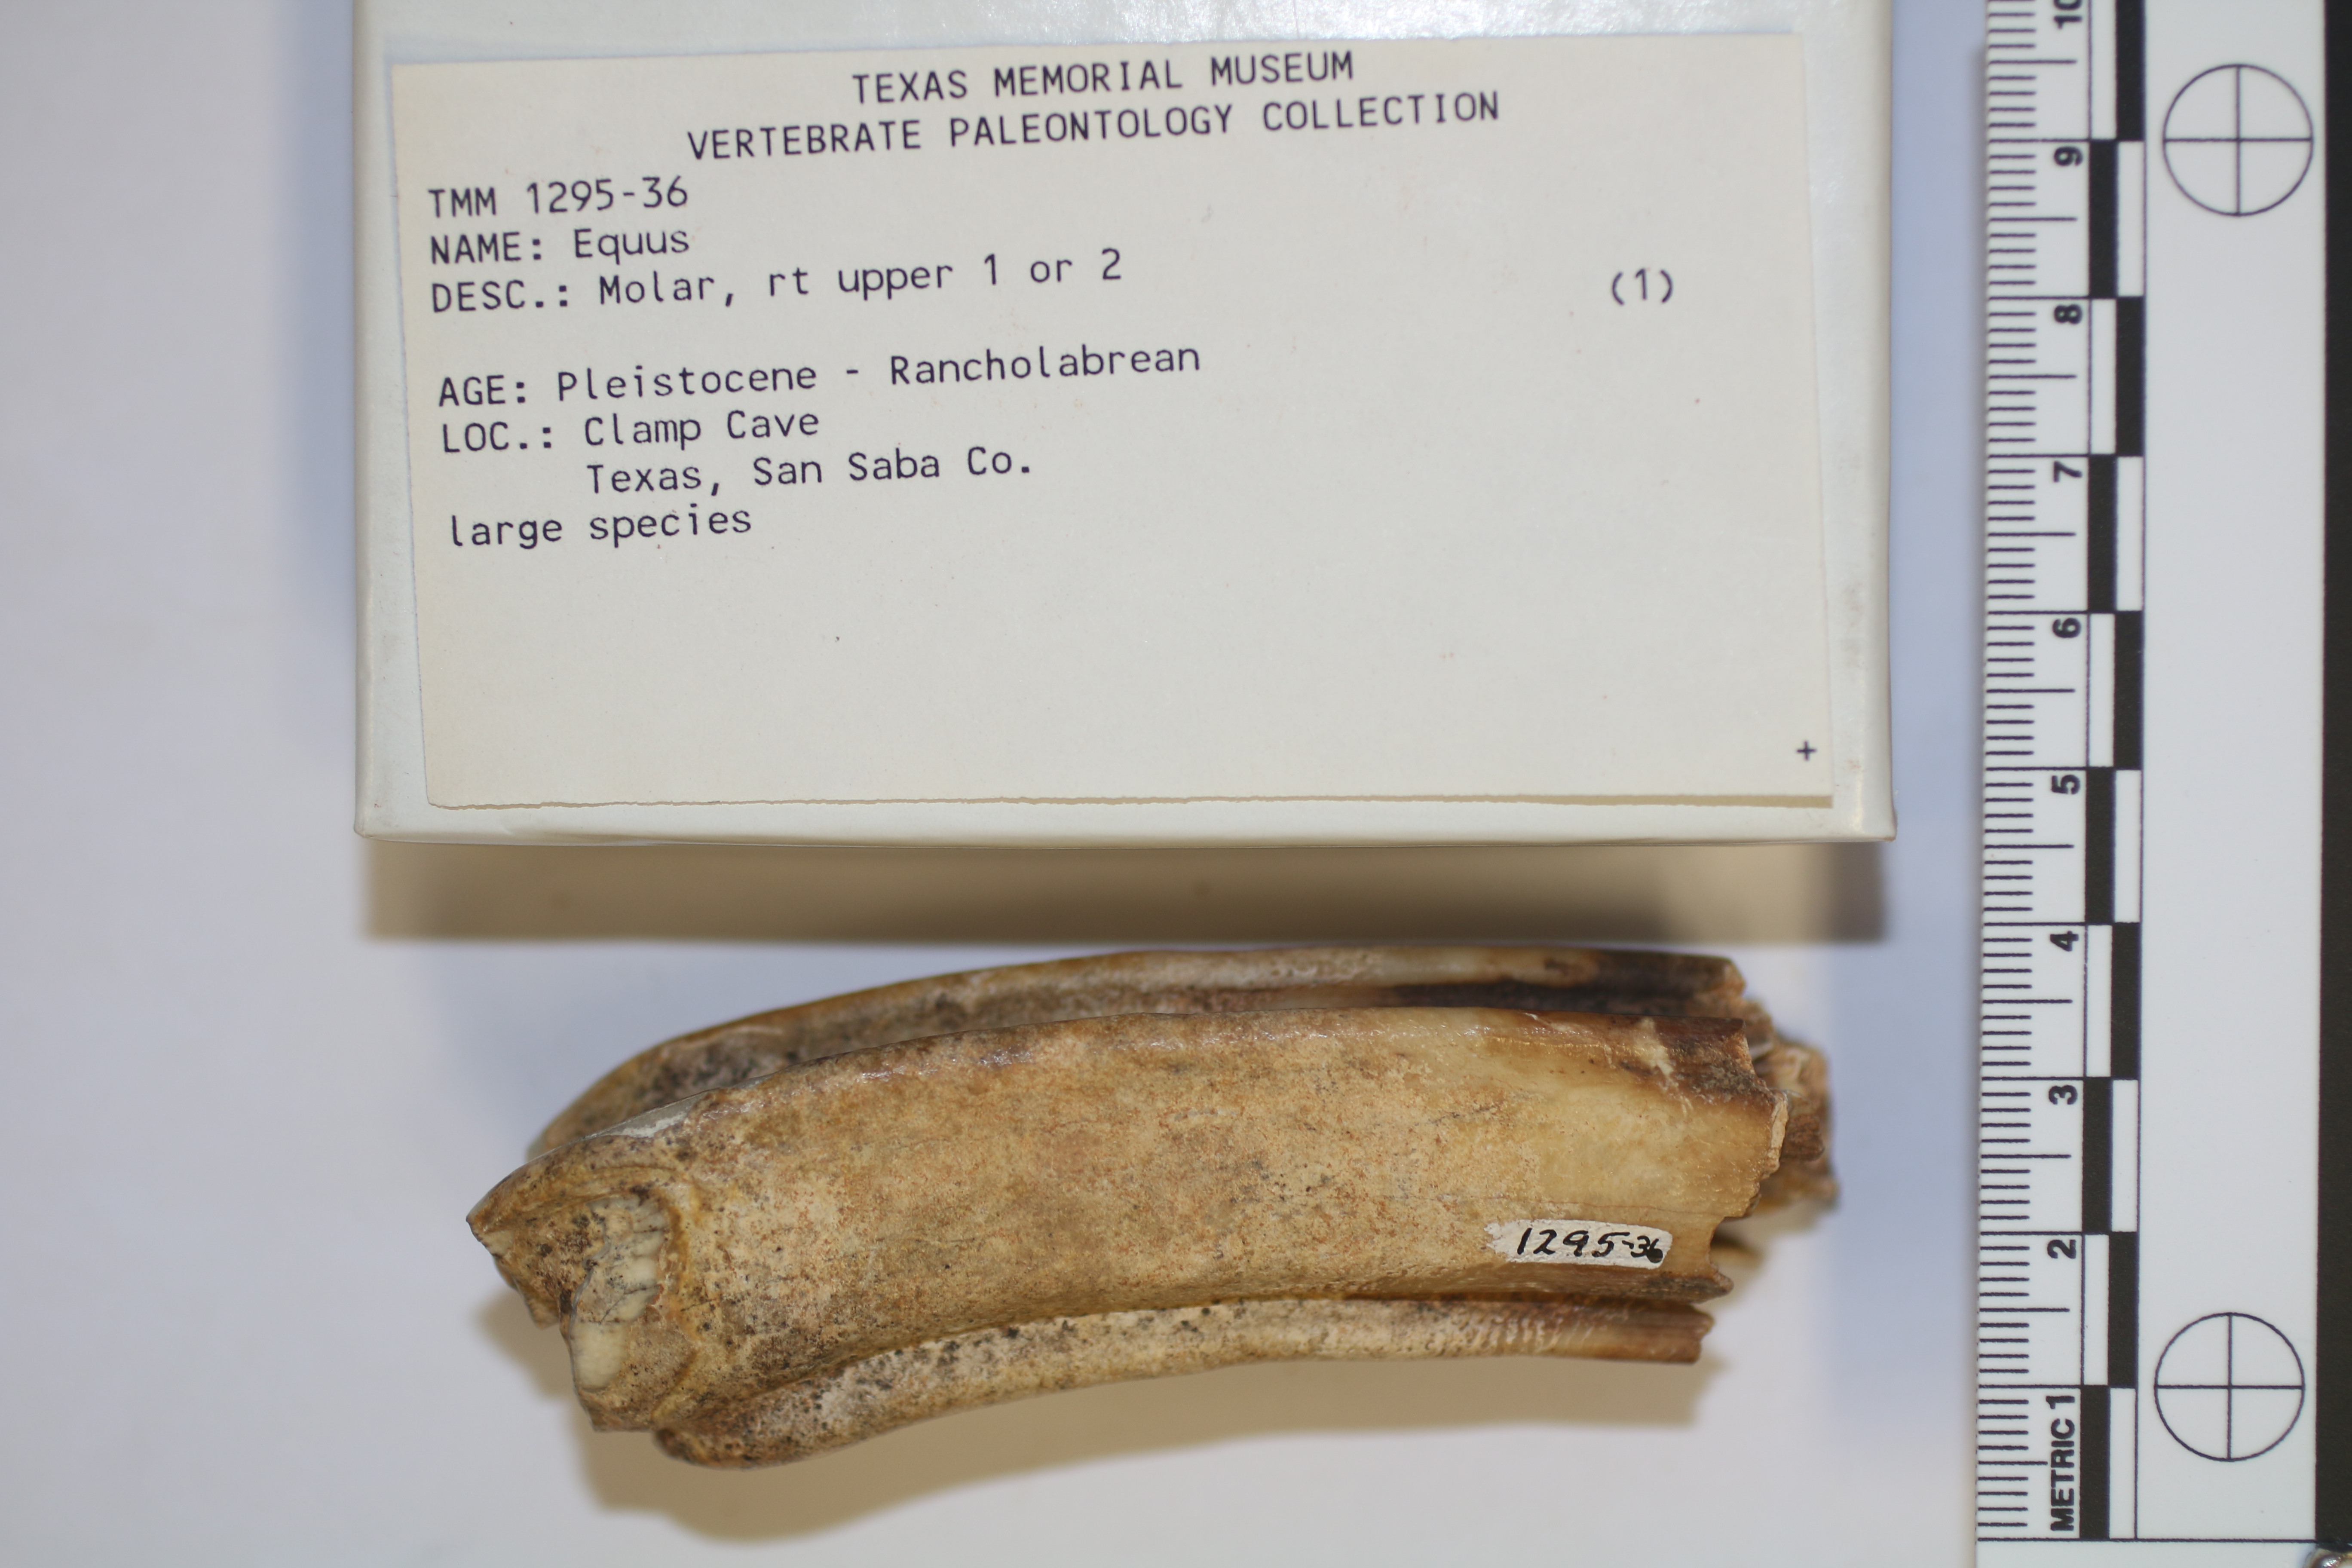 TEXAS MEMORIAL MUSEUM
VERTEBRATE PALEONTOLOGY COLLECTION
TMM 1295-36
NAME: Equus
DESC.: Molar, rt upper 1 or 2 (1)
AGE: Pleistocene - Rancholabrean
LOC.: Clamp Cave
Texas, San Saba Co.
large species
+
1295-36
10
9
8
7
6
5
4
3
2
METRIC 1